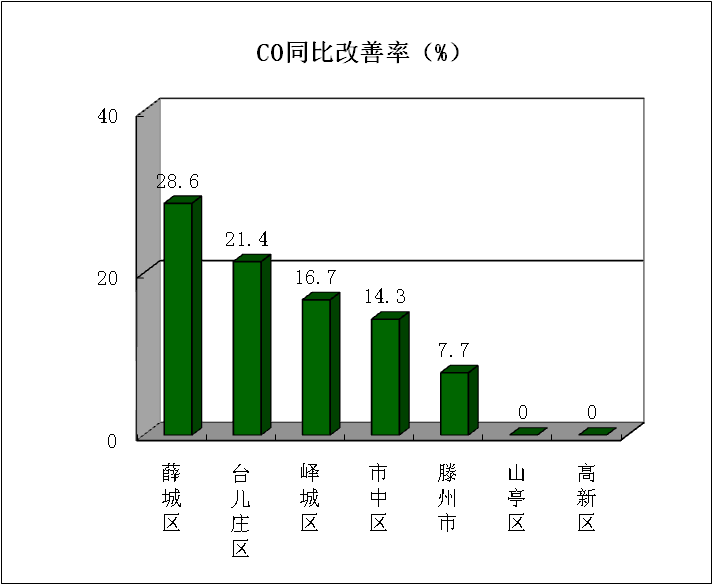 CO同比改善率（%）
40
20
0
28.6
21.4
16.7
14.3
7.7
0
0
薛城区
台儿庄区
峄城区
市中区
滕州市
山亭区
高新区